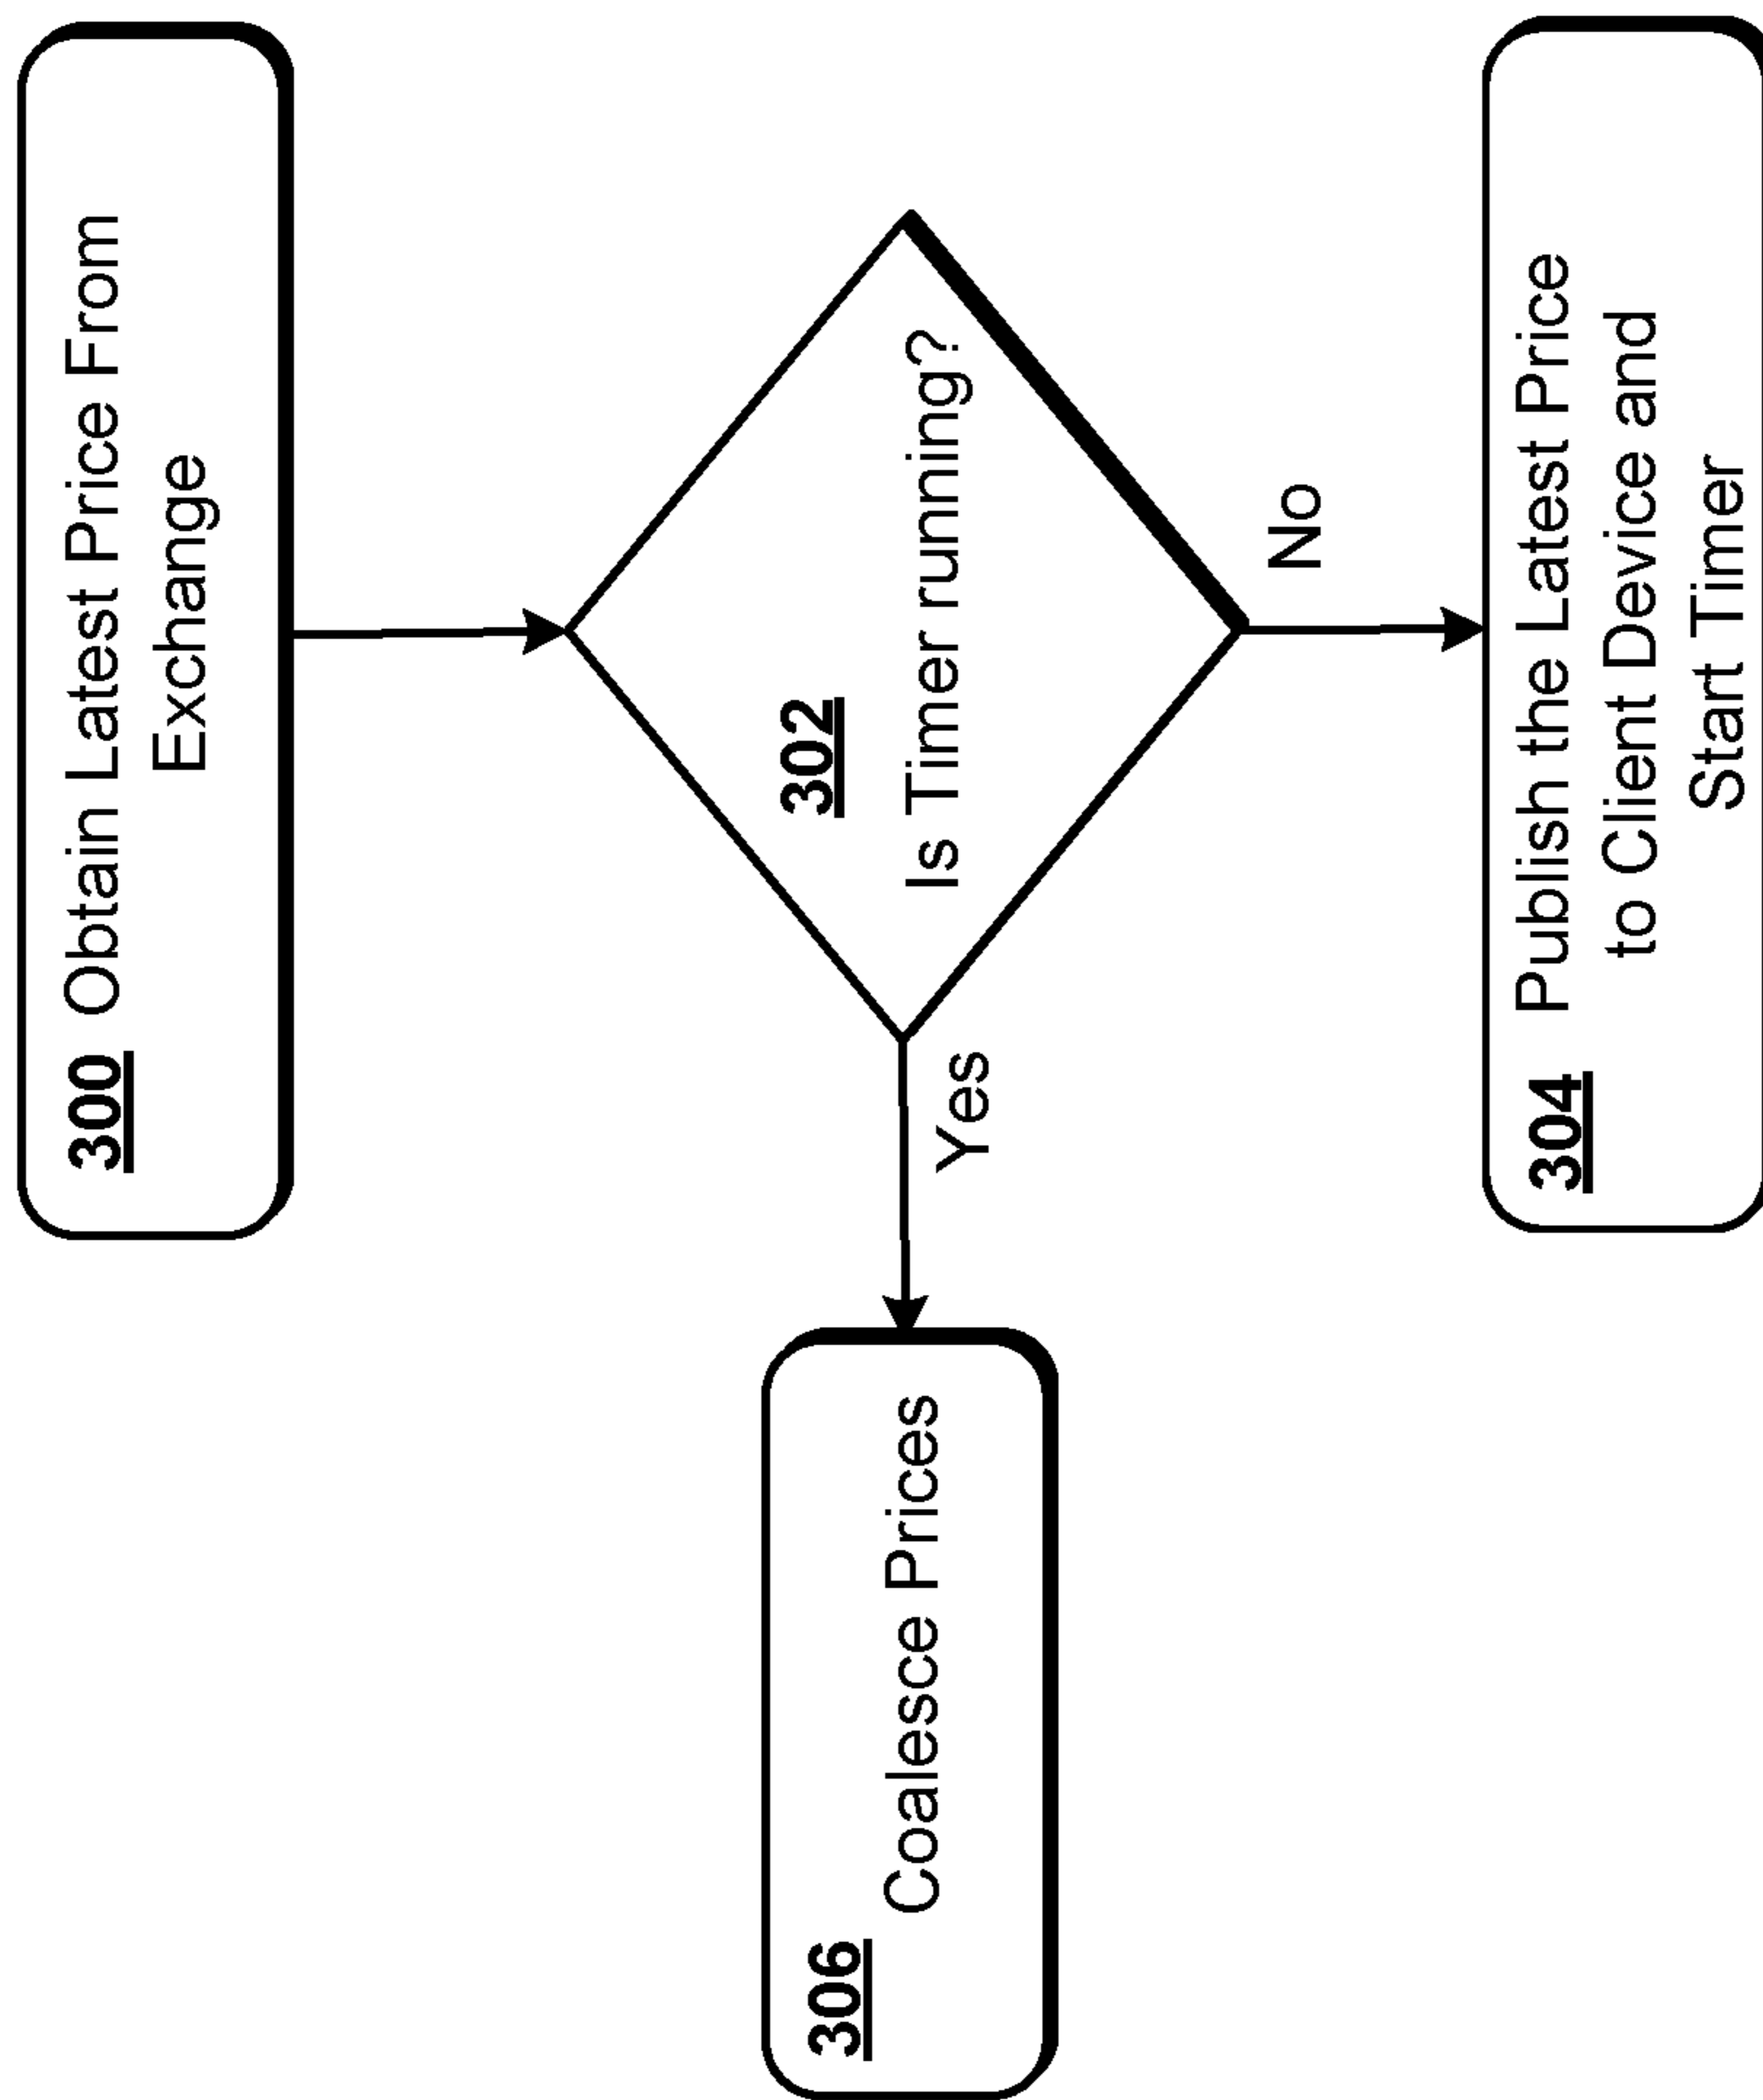 300 Obtain Latest Price From
Exchange
302
Is Timer running?
Yes
No
306
Coalesce Prices
304 Publish the Latest Price
to Client Device and
Start Timer